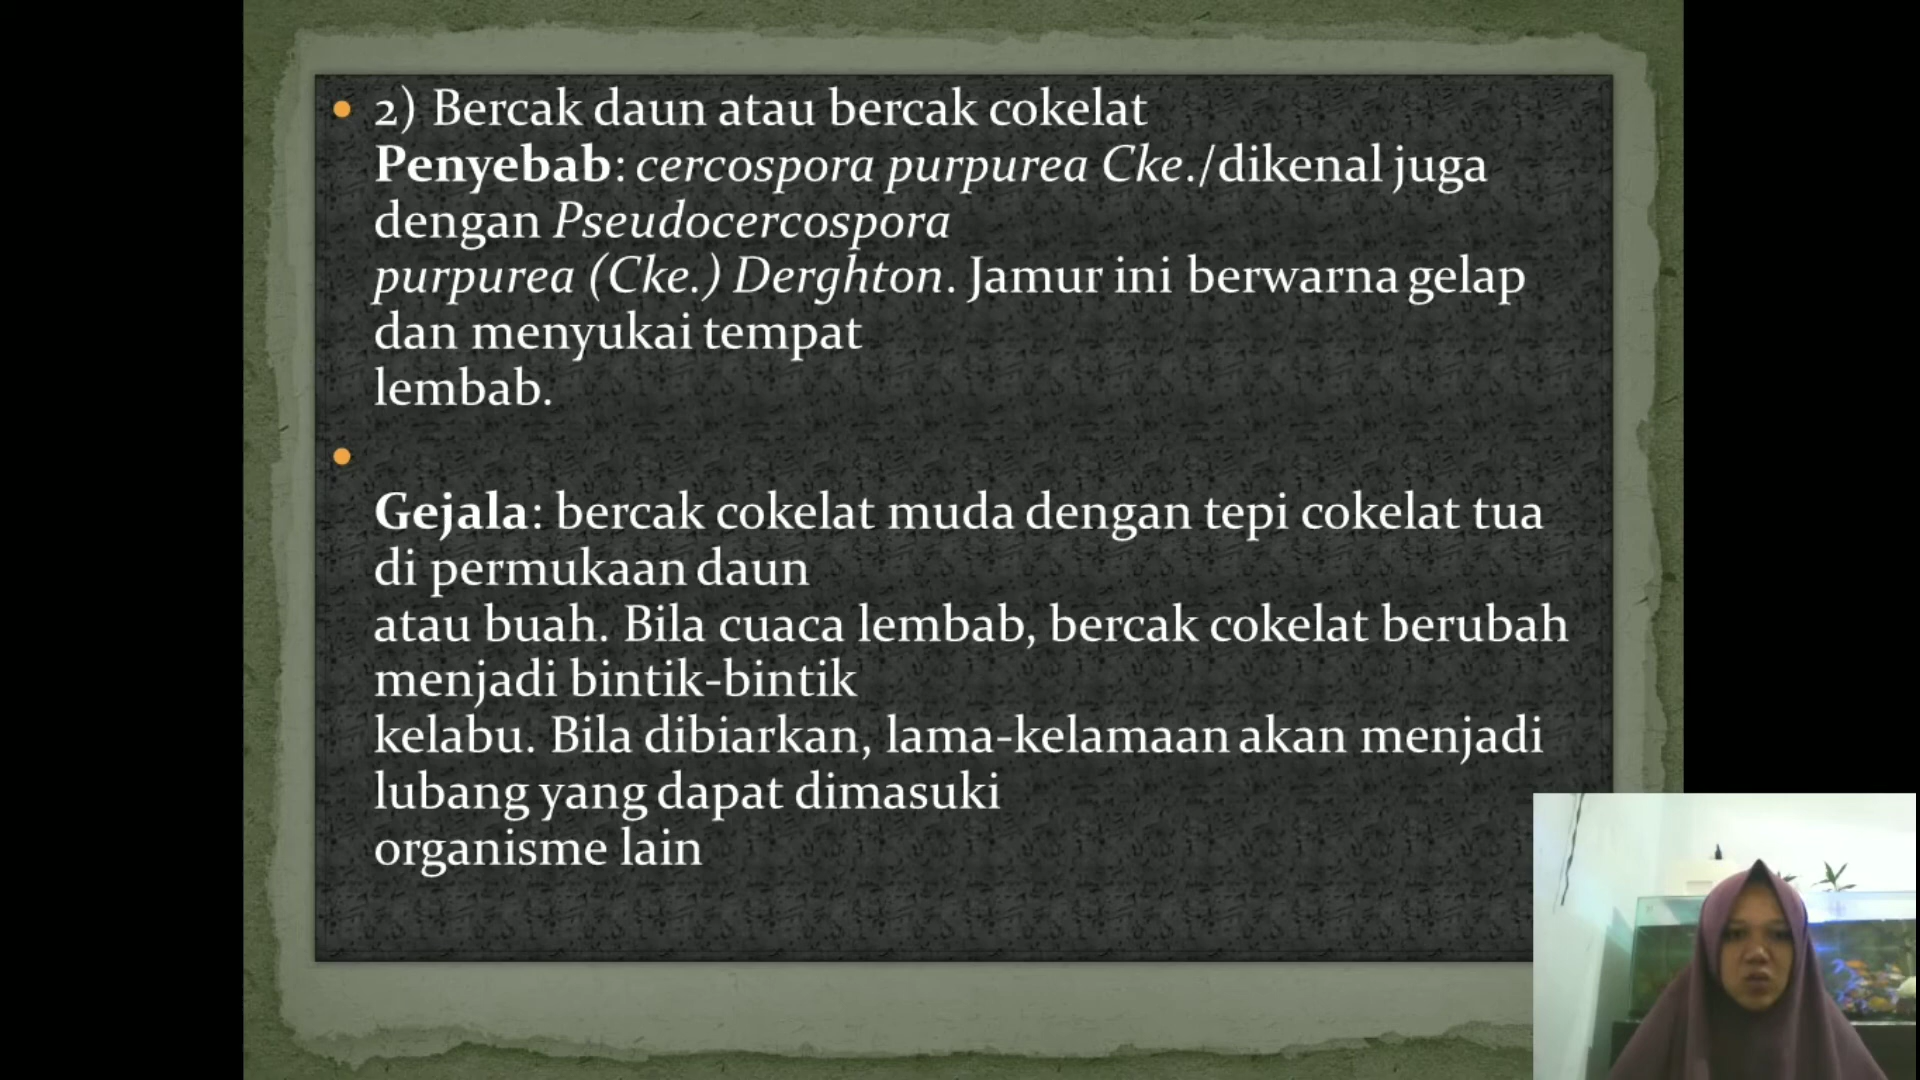 2) Bercak daun atau bercak cokelat
Penyebab: cercospora purpurea Cke./dikenal juga
dengan Pseudocercospora
purpurea (Cke.) Derghton. Jamur ini berwarna gelap
dan menyukai tempat
lembab.
Gejala: bercak cokelat muda dengan tepi cokelat tua
di permukaan daun
atau buah. Bila cuaca lembab, bercak cokelat berubah
menjadi bintik-bintik
kelabu. Bila dibiarkan, lama-kelamaan akan menjadi
lubang yang dapat dimasuki
organisme lain